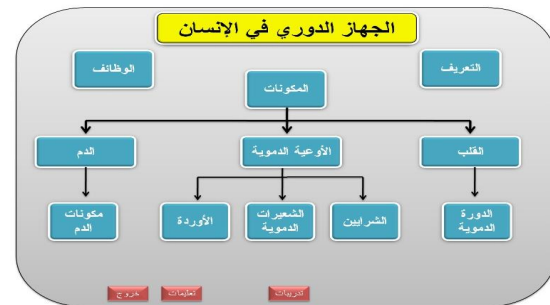 الجهاز الدوري في الإنسان
التعريف
الوظائف
المكونات
القلب
الأوعية الدموية
الدم
الدورة
الدموية
الشرايين
الشعيرات
الدموية
الأوردة
مكونات
الدم
تدريبات
تعليمات
خروج